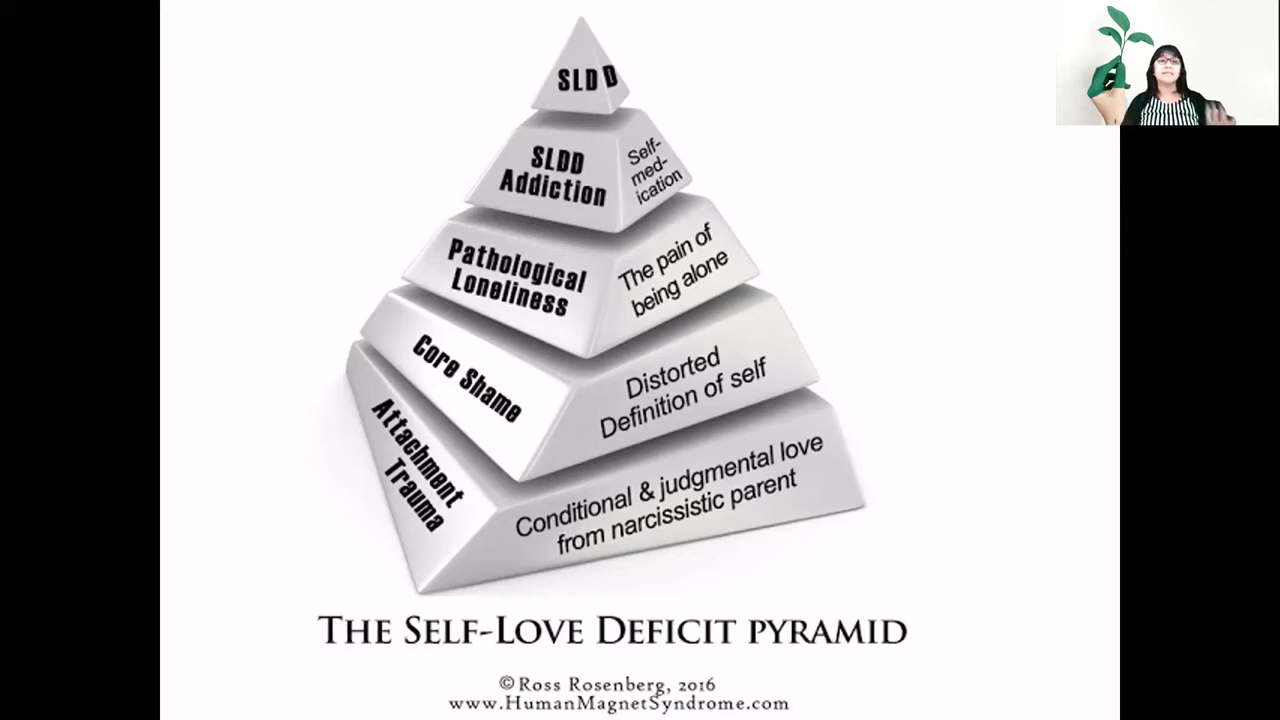 SLDD
SLDD
Addiction
Self-
med-
ication
Pathological
Loneliness
The pain of
being alone
Core Shame
Distorted
Definition of self
Attachment
Trauma
Conditional & judgmental love
from narcissistic parent
THE SELF-LOVE DEFICIT PYRAMID
© Ross Rosenberg, 2016
www.HumanMagnetSyndrome.com